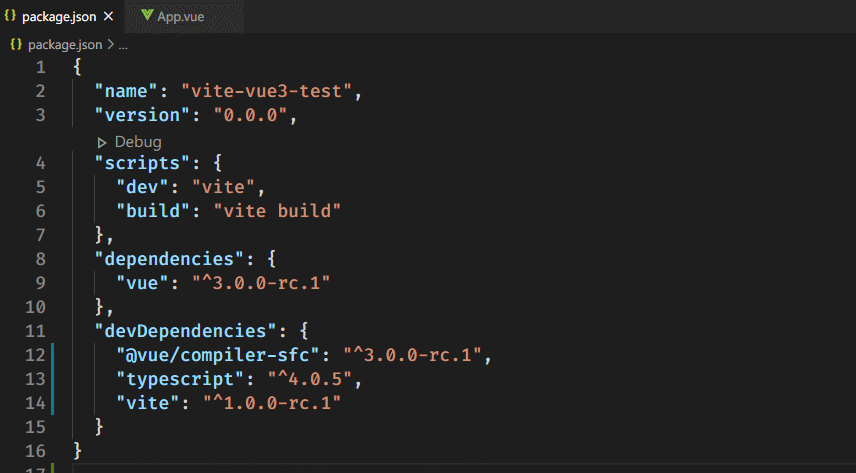 {} package.json ×
App.vue
{} package.json > ...
1 {
2 "name": "vite-vue3-test",
3 "version": "0.0.0",
Debug
4 "scripts": {
5 "dev": "vite",
6 "build": "vite build"
7 },
8 "dependencies": {
9 "vue": "^3.0.0-rc.1"
10 },
11 "devDependencies": {
12 "@vue/compiler-sfc": "^3.0.0-rc.1",
13 "typescript": "^4.0.5",
14 "vite": "^1.0.0-rc.1"
15 }
16 }
17